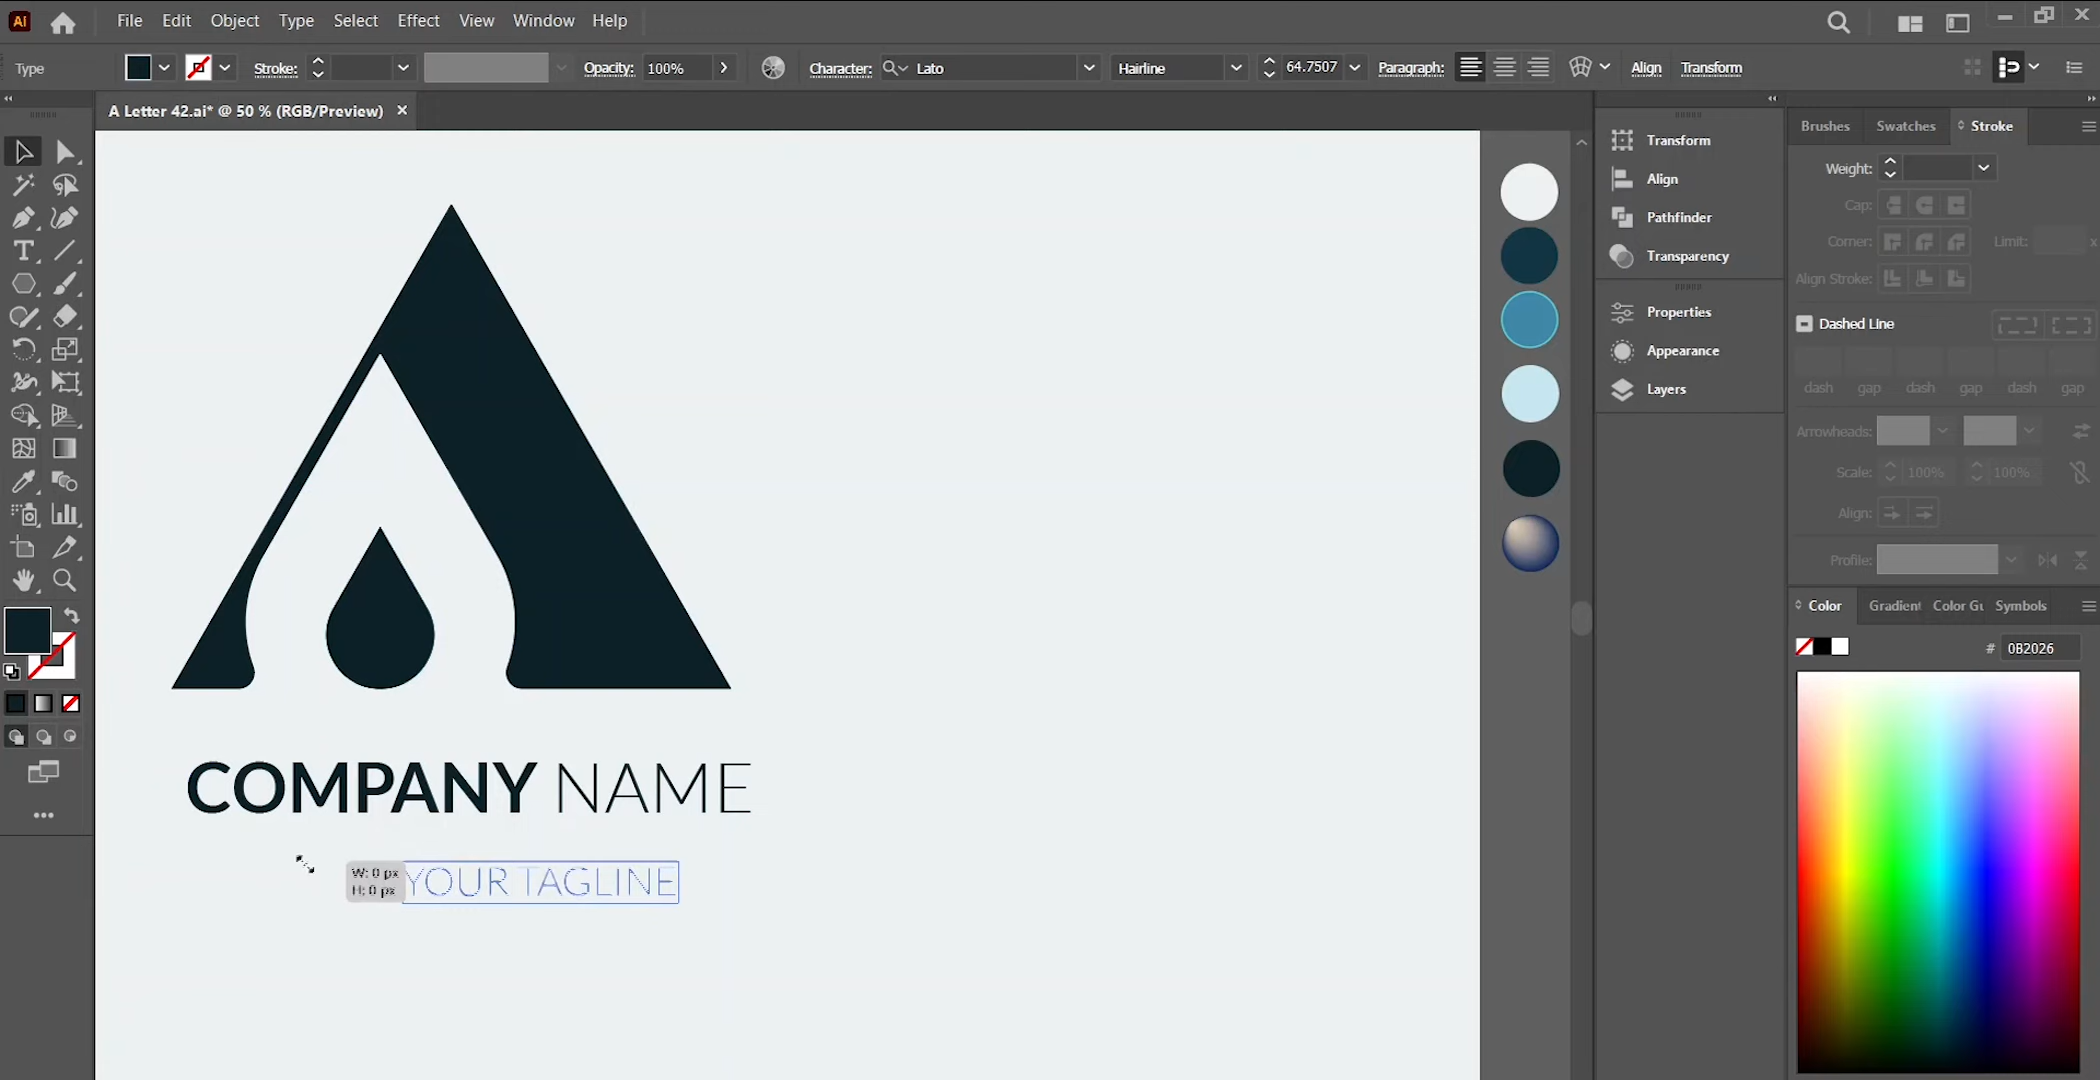 Ai File Edit Object Type Select Effect View Window Help
Type Stroke: Opacity: 100% Character: Lato Hairline 64.7507 Paragraph: Align Transform
A Letter 42.ai* @ 50 % (RGB/Preview)
Brushes Swatches Stroke
Transform
Weight:
Align
Cap:
Pathfinder
Corner: Limit: x
Transparency
Align Stroke:
Properties
Dashed Line
Appearance
Layers
dash gap dash gap dash gap
Arrowheads:
Scale: 100% 100%
Align:
Profile:
Color Gradient Color Gu Symbols
# 0B2026
COMPANY NAME
W: 0 px
H: 0 px
YOUR TAGLINE